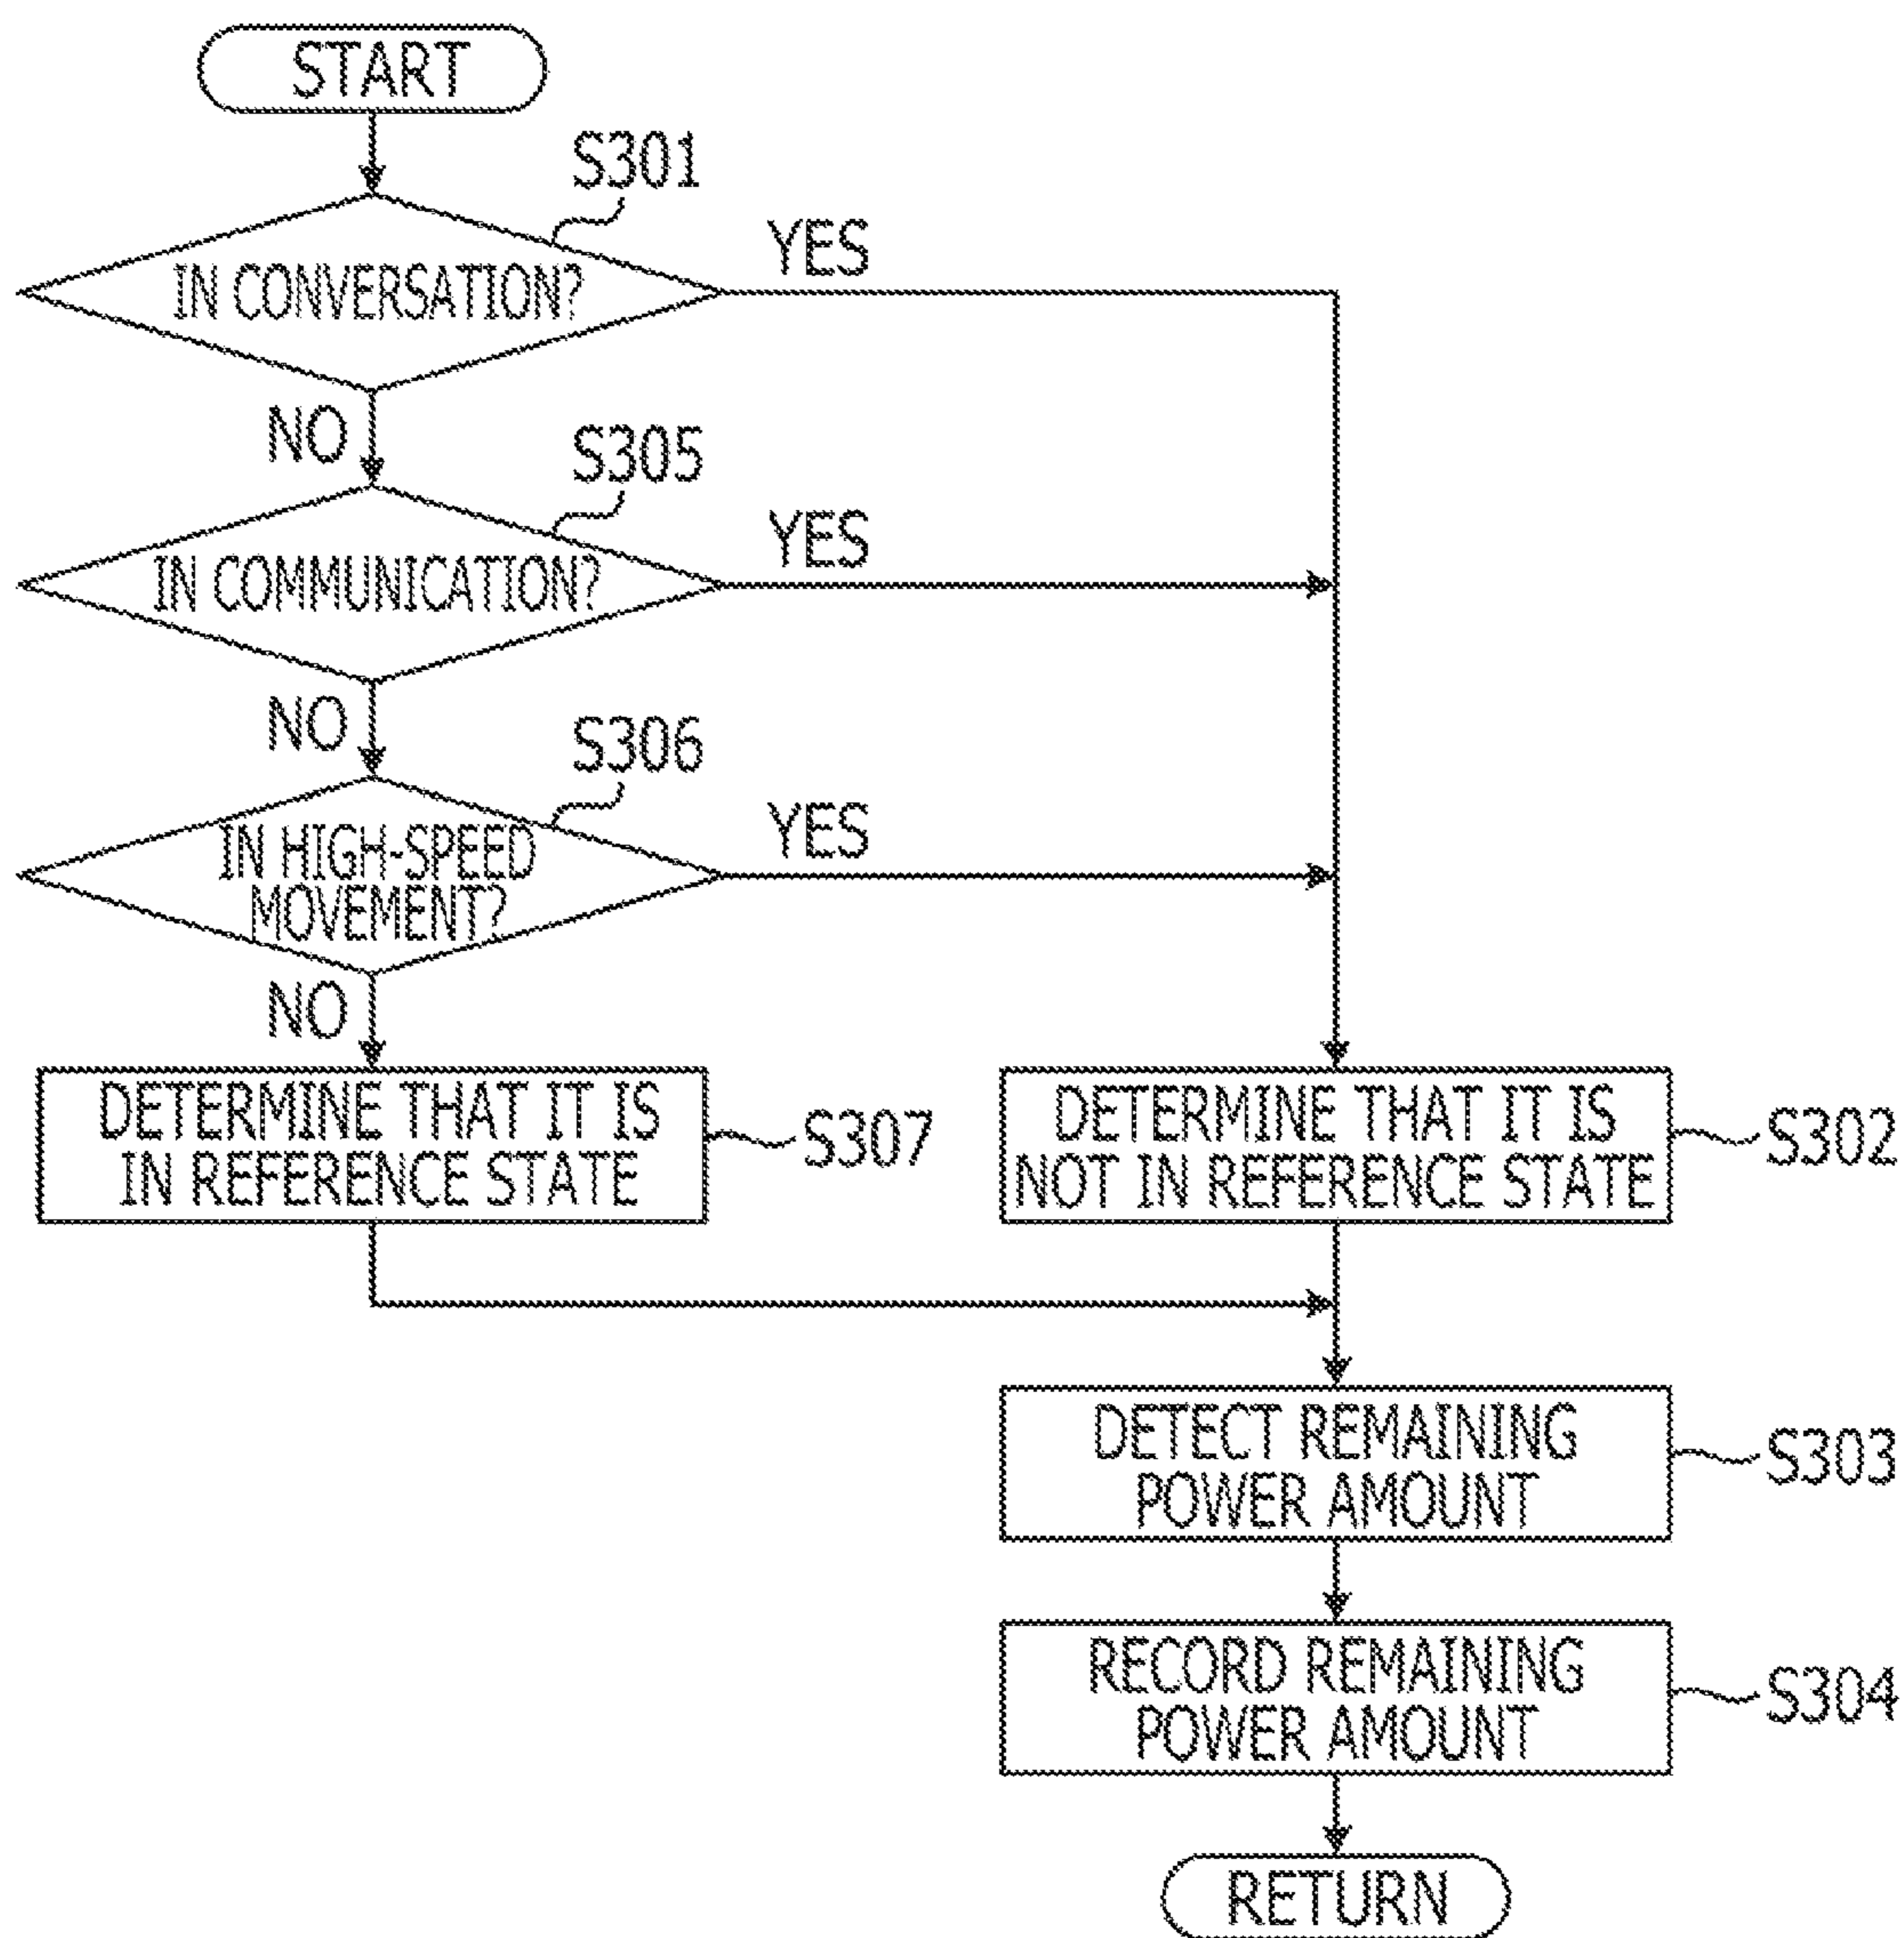 START
S301
IN CONVERSATION?
YES
NO
S305
IN COMMUNICATION?
YES
NO
S306
IN HIGH-SPEED
MOVEMENT?
YES
NO
DETERMINE THAT IT IS
IN REFERENCE STATE
S307
DETERMINE THAT IT IS
NOT IN REFERENCE STATE
S302
DETECT REMAINING
POWER AMOUNT
S303
RECORD REMAINING
POWER AMOUNT
S304
RETURN